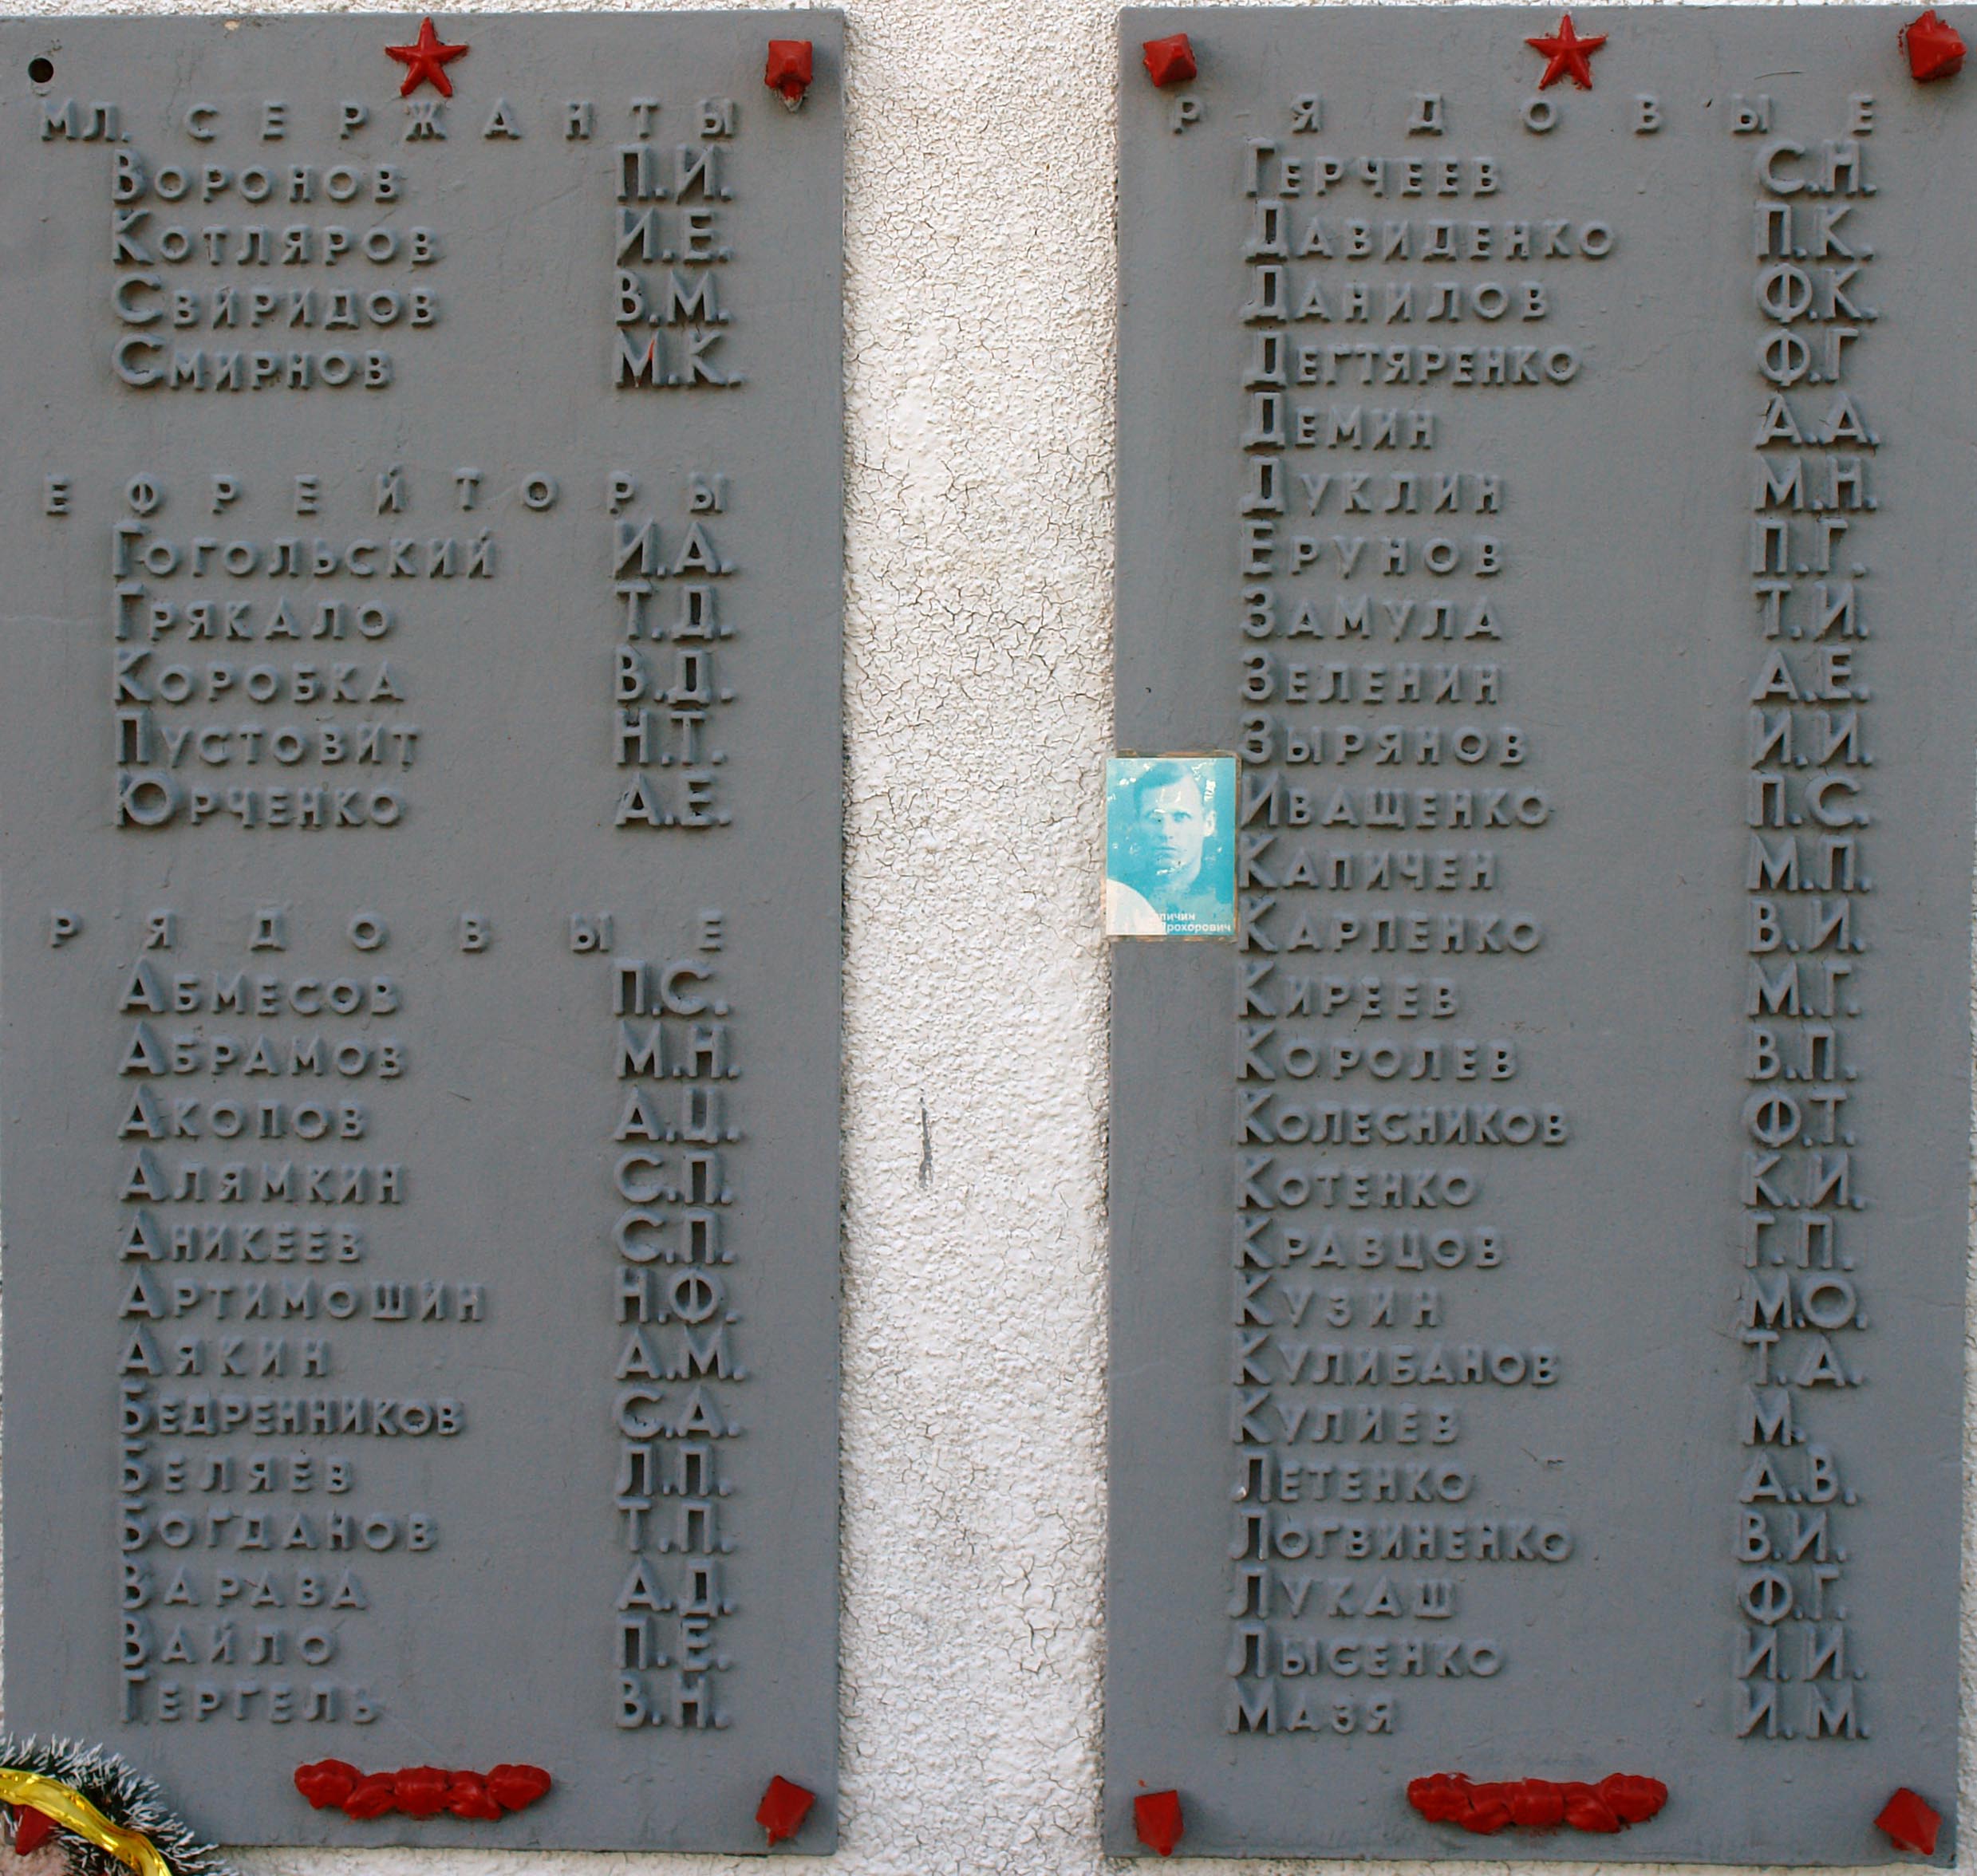 МЛ. СЕРЖАНТЫ
ВОРОНОВ П.И.
КОТЛЯРОВ И.Е.
СВИРИДОВ В.М.
СМИРНОВ М.К.
ЕФРЕЙТОРЫ
ГОГОЛЬСКИЙ И.А.
ГРЯКАЛО Т.Д.
КОРОБКА В.Д.
ПУСТОВИТ Н.Т.
ЮРЧЕНКО А.Е.
РЯДОВЫЕ
АБМЕСОВ П.С.
АБРАМОВ М.Н.
АКОПОВ А.Ц.
АЛЯМКИН С.П.
АНИКЕЕВ С.П.
АРТИМОШИН Н.Ф.
АЯКИН А.М.
БЕДРЕННИКОВ С.А.
БЕЛЯЕВ Л.П.
БОГДАНОВ Т.П.
ВАРАВА А.Д.
ВАЙЛО П.Е.
ГЕРГЕЛЬ В.Н.
РЯДОВЫЕ
ГЕРЧЕЕВ С.Н.
ДАВИДЕНКО П.К.
ДАНИЛОВ Ф.К.
ДЕГТЯРЕНКО Ф.Г
ДЕМИН А.А.
ДУКЛИН М.Н.
ЕРУНОВ П.Г.
ЗАМУЛА Т.И.
ЗЕЛЕНИН А.Е.
ЗЫРЯНОВ И.И.
ИВАЩЕНКО П.С.
КАПИЧЕН М.П.
КАРПЕНКО В.И.
КИРЕЕВ М.Г.
КОРОЛЕВ В.П.
КОЛЕСНИКОВ Ф.Т.
КОТЕНКО К.И.
КРАВЦОВ Г.П.
КУЗИН М.О.
КУЛИБАНОВ Т.А.
КУЛИЕВ М.
ЛЕТЕНКО А.В.
ЛОГВИНЕНКО В.И.
ЛУКАШ Ф.Г.
ЛЫСЕНКО И.И.
МАЗЯ И.М.
пичин
Прохорович